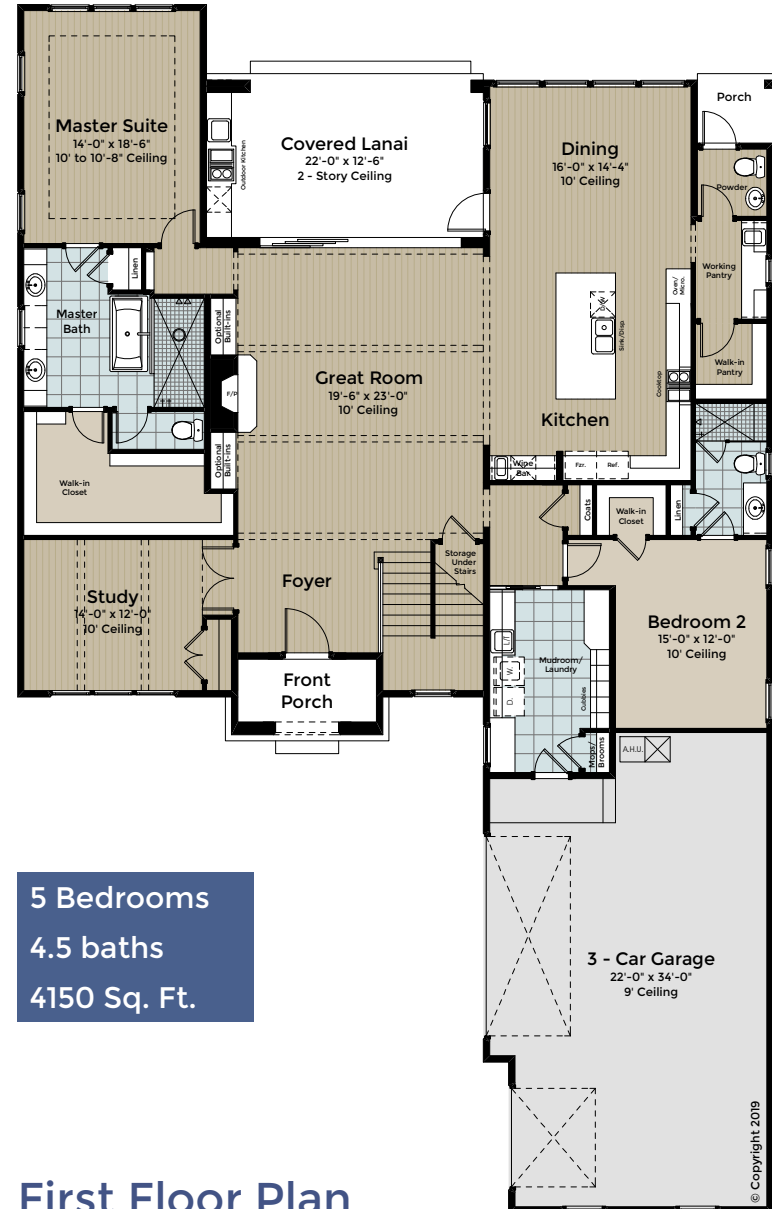 Master Suite
14'-0" x 18'-6"
10' to 10'-8" Ceiling
Outdoor Kitchen
Covered Lanai
22'-0" x 12'-6"
2 - Story Ceiling
Dining
16'-0" x 14'-4"
10' Ceiling
Porch
Powder
Working
Pantry
Walk-in
Pantry
Linen
Master
Bath
Optional
Built-ins
F/P
Optional
Built-ins
Great Room
19'-6" x 23'-0"
10' Ceiling
D/W
Sink/Disp
Oven/
Micro.
Cooktop
Kitchen
Wine
Bar
Fzr.
Ref.
Walk-in
Closet
Coats
Walk-in
Closet
Linen
Study
14'-0" x 12'-0"
10' Ceiling
Foyer
Storage
Under
Stairs
Front
Porch
L/T
W.
D.
Mudroom/
Laundry
Cubbies
Mops/
Brooms
Bedroom 2
15'-0" x 12'-0"
10' Ceiling
A.H.U.
3 - Car Garage
22'-0" x 34'-0"
9' Ceiling
5 Bedrooms
4.5 baths
4150 Sq. Ft.
© Copyright 2019
First Floor Plan